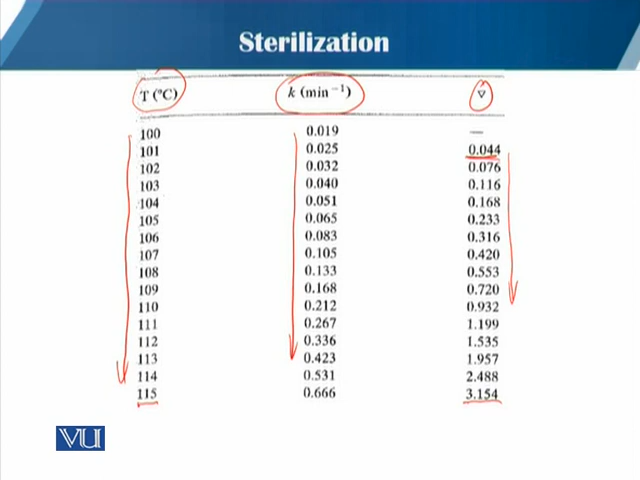 Sterilization
T (°C) k (min⁻¹) ∇
100 0.019 —
101 0.025 0.044
102 0.032 0.076
103 0.040 0.116
104 0.051 0.168
105 0.065 0.233
106 0.083 0.316
107 0.105 0.420
108 0.133 0.553
109 0.168 0.720
110 0.212 0.932
111 0.267 1.199
112 0.336 1.535
113 0.423 1.957
114 0.531 2.488
115 0.666 3.154
VU